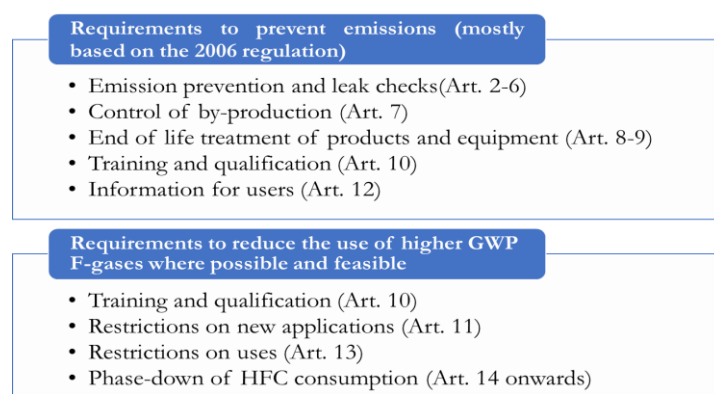 Requirements to prevent emissions (mostly
based on the 2006 regulation)
• Emission prevention and leak checks(Art. 2-6)
• Control of by-production (Art. 7)
• End of life treatment of products and equipment (Art. 8-9)
• Training and qualification (Art. 10)
• Information for users (Art. 12)
Requirements to reduce the use of higher GWP
F-gases where possible and feasible
• Training and qualification (Art. 10)
• Restrictions on new applications (Art. 11)
• Restrictions on uses (Art. 13)
• Phase-down of HFC consumption (Art. 14 onwards)